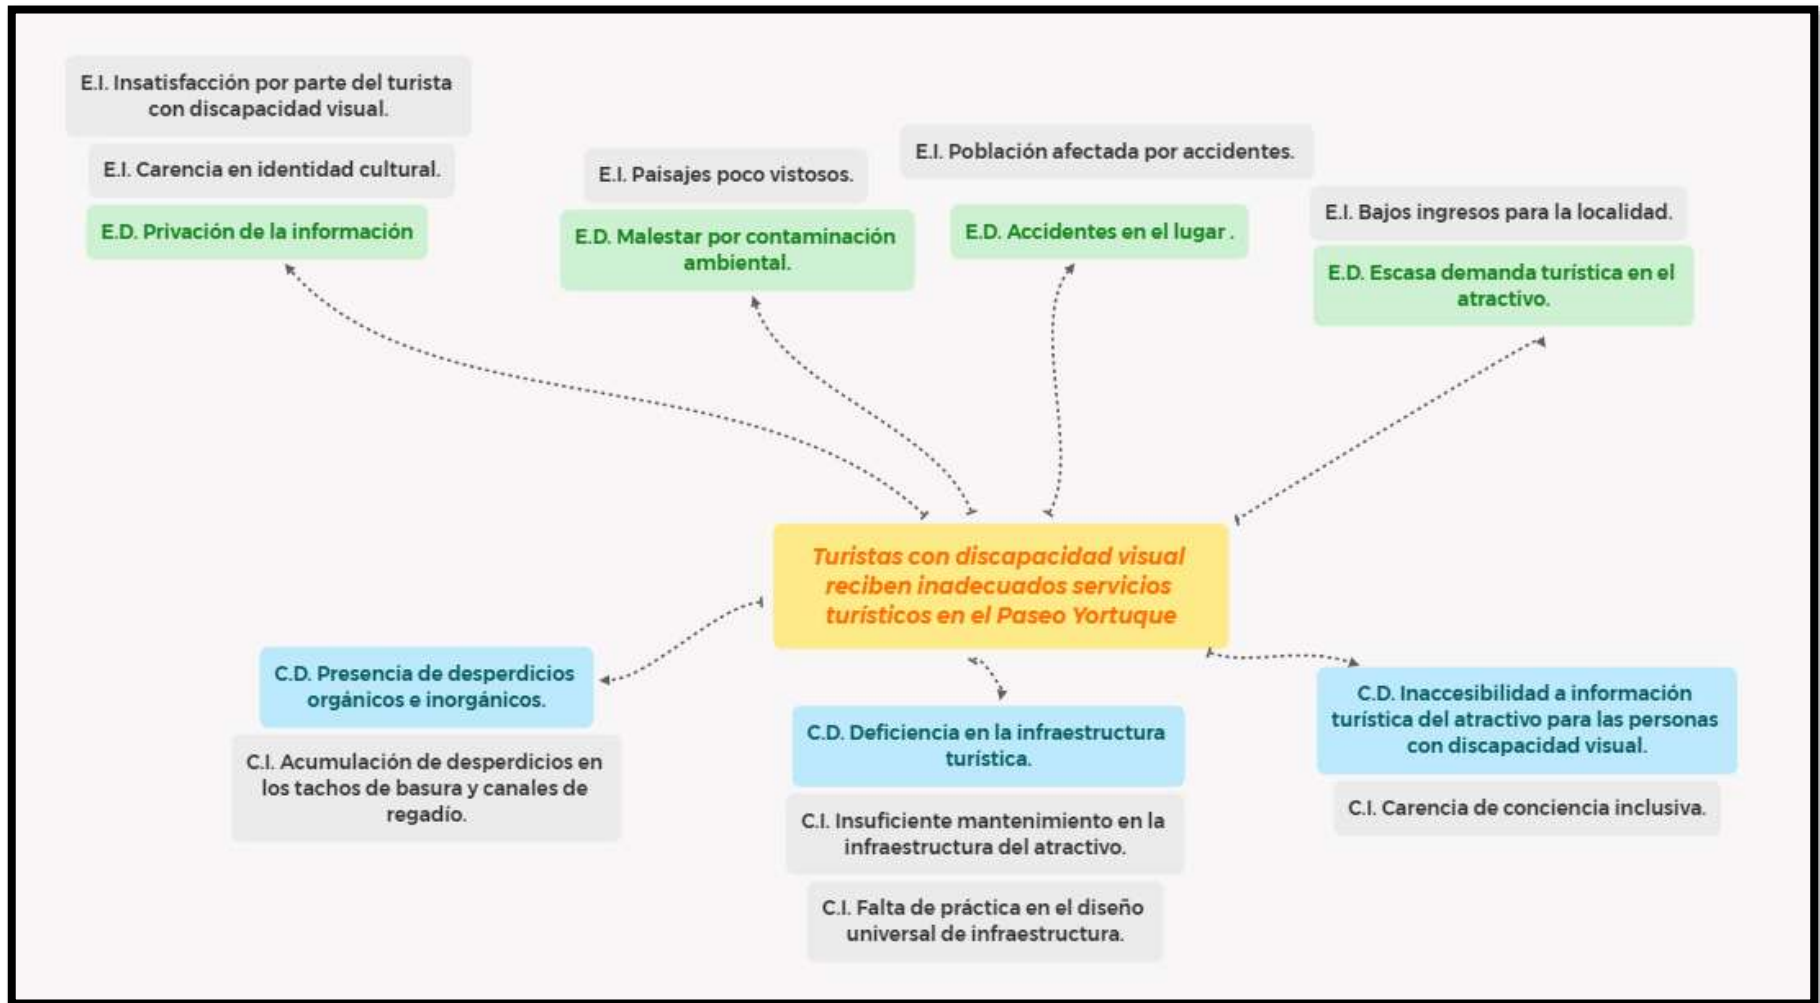 E.I. Insatisfacción por parte del turista
con discapacidad visual.
E.I. Carencia en identidad cultural.
E.D. Privación de la información
E.I. Paisajes poco vistosos.
E.D. Malestar por contaminación
ambiental.
E.I. Población afectada por accidentes.
E.D. Accidentes en el lugar .
E.I. Bajos ingresos para la localidad.
E.D. Escasa demanda turística en el
atractivo.
Turistas con discapacidad visual
reciben inadecuados servicios
turísticos en el Paseo Yortuque
C.D. Presencia de desperdicios
orgánicos e inorgánicos.
C.I. Acumulación de desperdicios en
los tachos de basura y canales de
regadío.
C.D. Deficiencia en la infraestructura
turística.
C.I. Insuficiente mantenimiento en la
infraestructura del atractivo.
C.I. Falta de práctica en el diseño
universal de infraestructura.
C.D. Inaccesibilidad a información
turística del atractivo para las personas
con discapacidad visual.
C.I. Carencia de conciencia inclusiva.